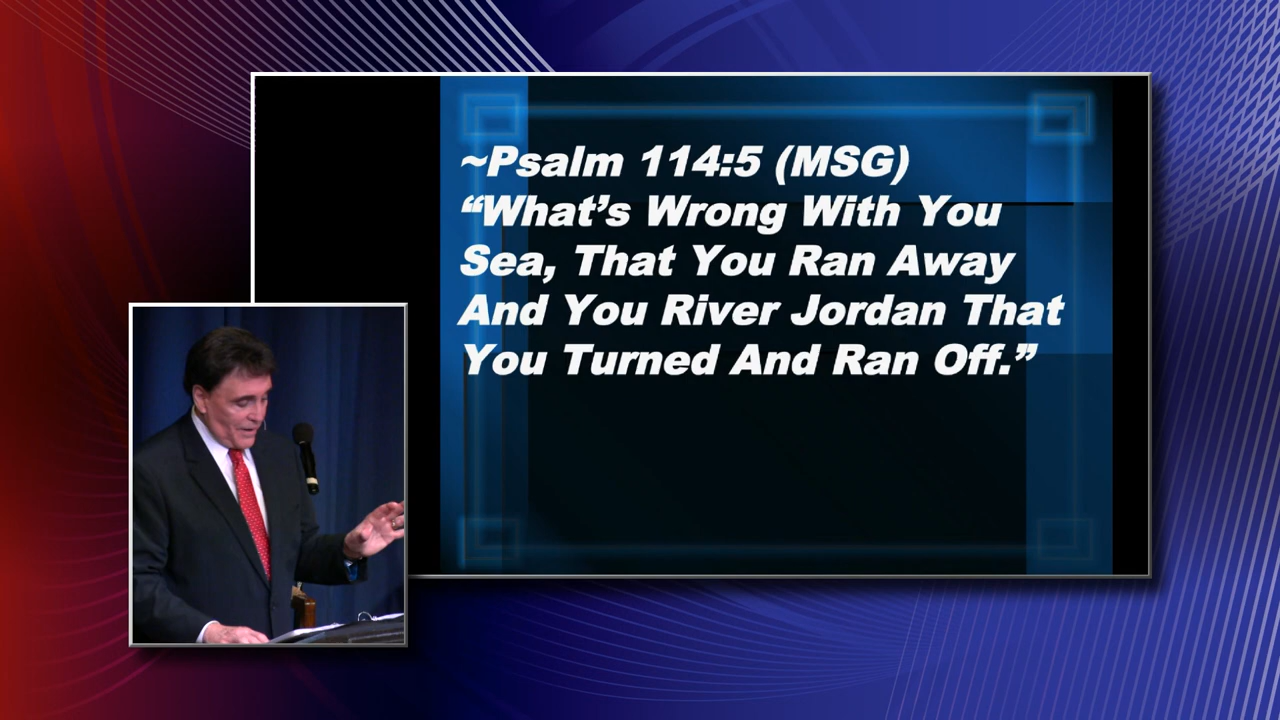 ~Psalm 114:5 (MSG)
“What’s Wrong With You
Sea, That You Ran Away
And You River Jordan That
You Turned And Ran Off.”